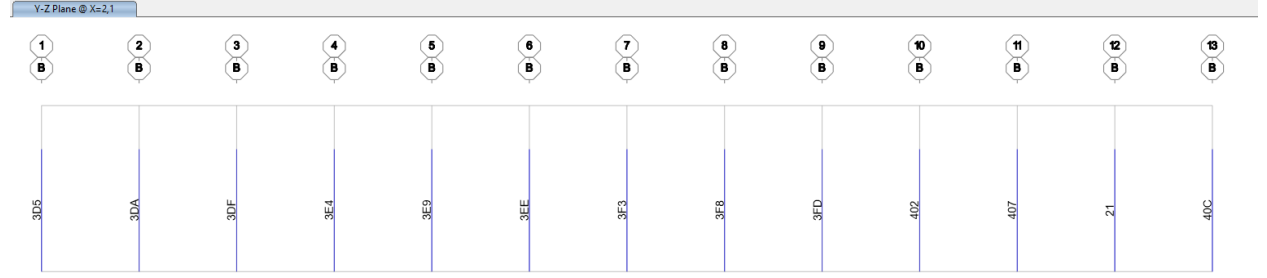 Y-Z Plane @ X=2,1
1 2 3 4 5 6 7 8 9 10 11 12 13
B B B B B B B B B B B B B
3D5 3DA 3DF 3E4 3E9 3EE 3F3 3F8 3FD 402 407 21 40C